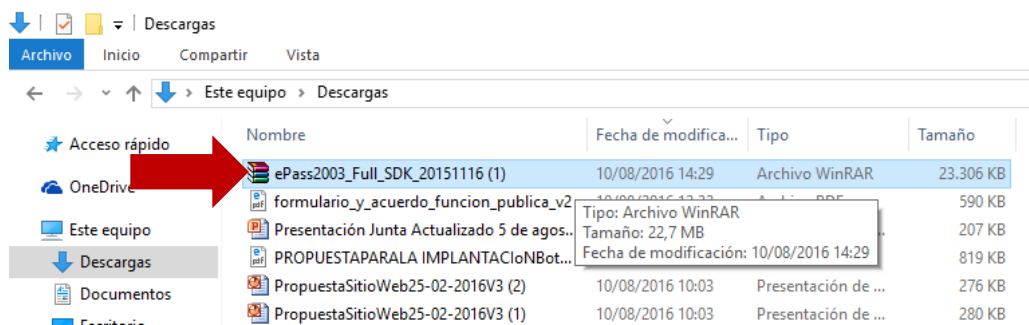 Descargas
Archivo Inicio Compartir Vista
Este equipo > Descargas
Acceso rápido
OneDrive
Este equipo
Descargas
Documentos
Nombre Fecha de modifica... Tipo Tamaño
ePass2003_Full_SDK_20151116 (1) 10/08/2016 14:29 Archivo WinRAR 23.306 KB
formulario_y_acuerdo_funcion_publica_v2 590 KB
Presentación Junta Actualizado 5 de agos... 207 KB
PROPUESTAPARALA IMPLANTACIoNBot... 819 KB
PropuestaSitioWeb25-02-2016V3 (2) 10/08/2016 10:03 Presentación de ... 276 KB
PropuestaSitioWeb25-02-2016V3 (1) 10/08/2016 10:03 Presentación de ... 280 KB
Tipo: Archivo WinRAR
Tamaño: 22,7 MB
Fecha de modificación: 10/08/2016 14:29